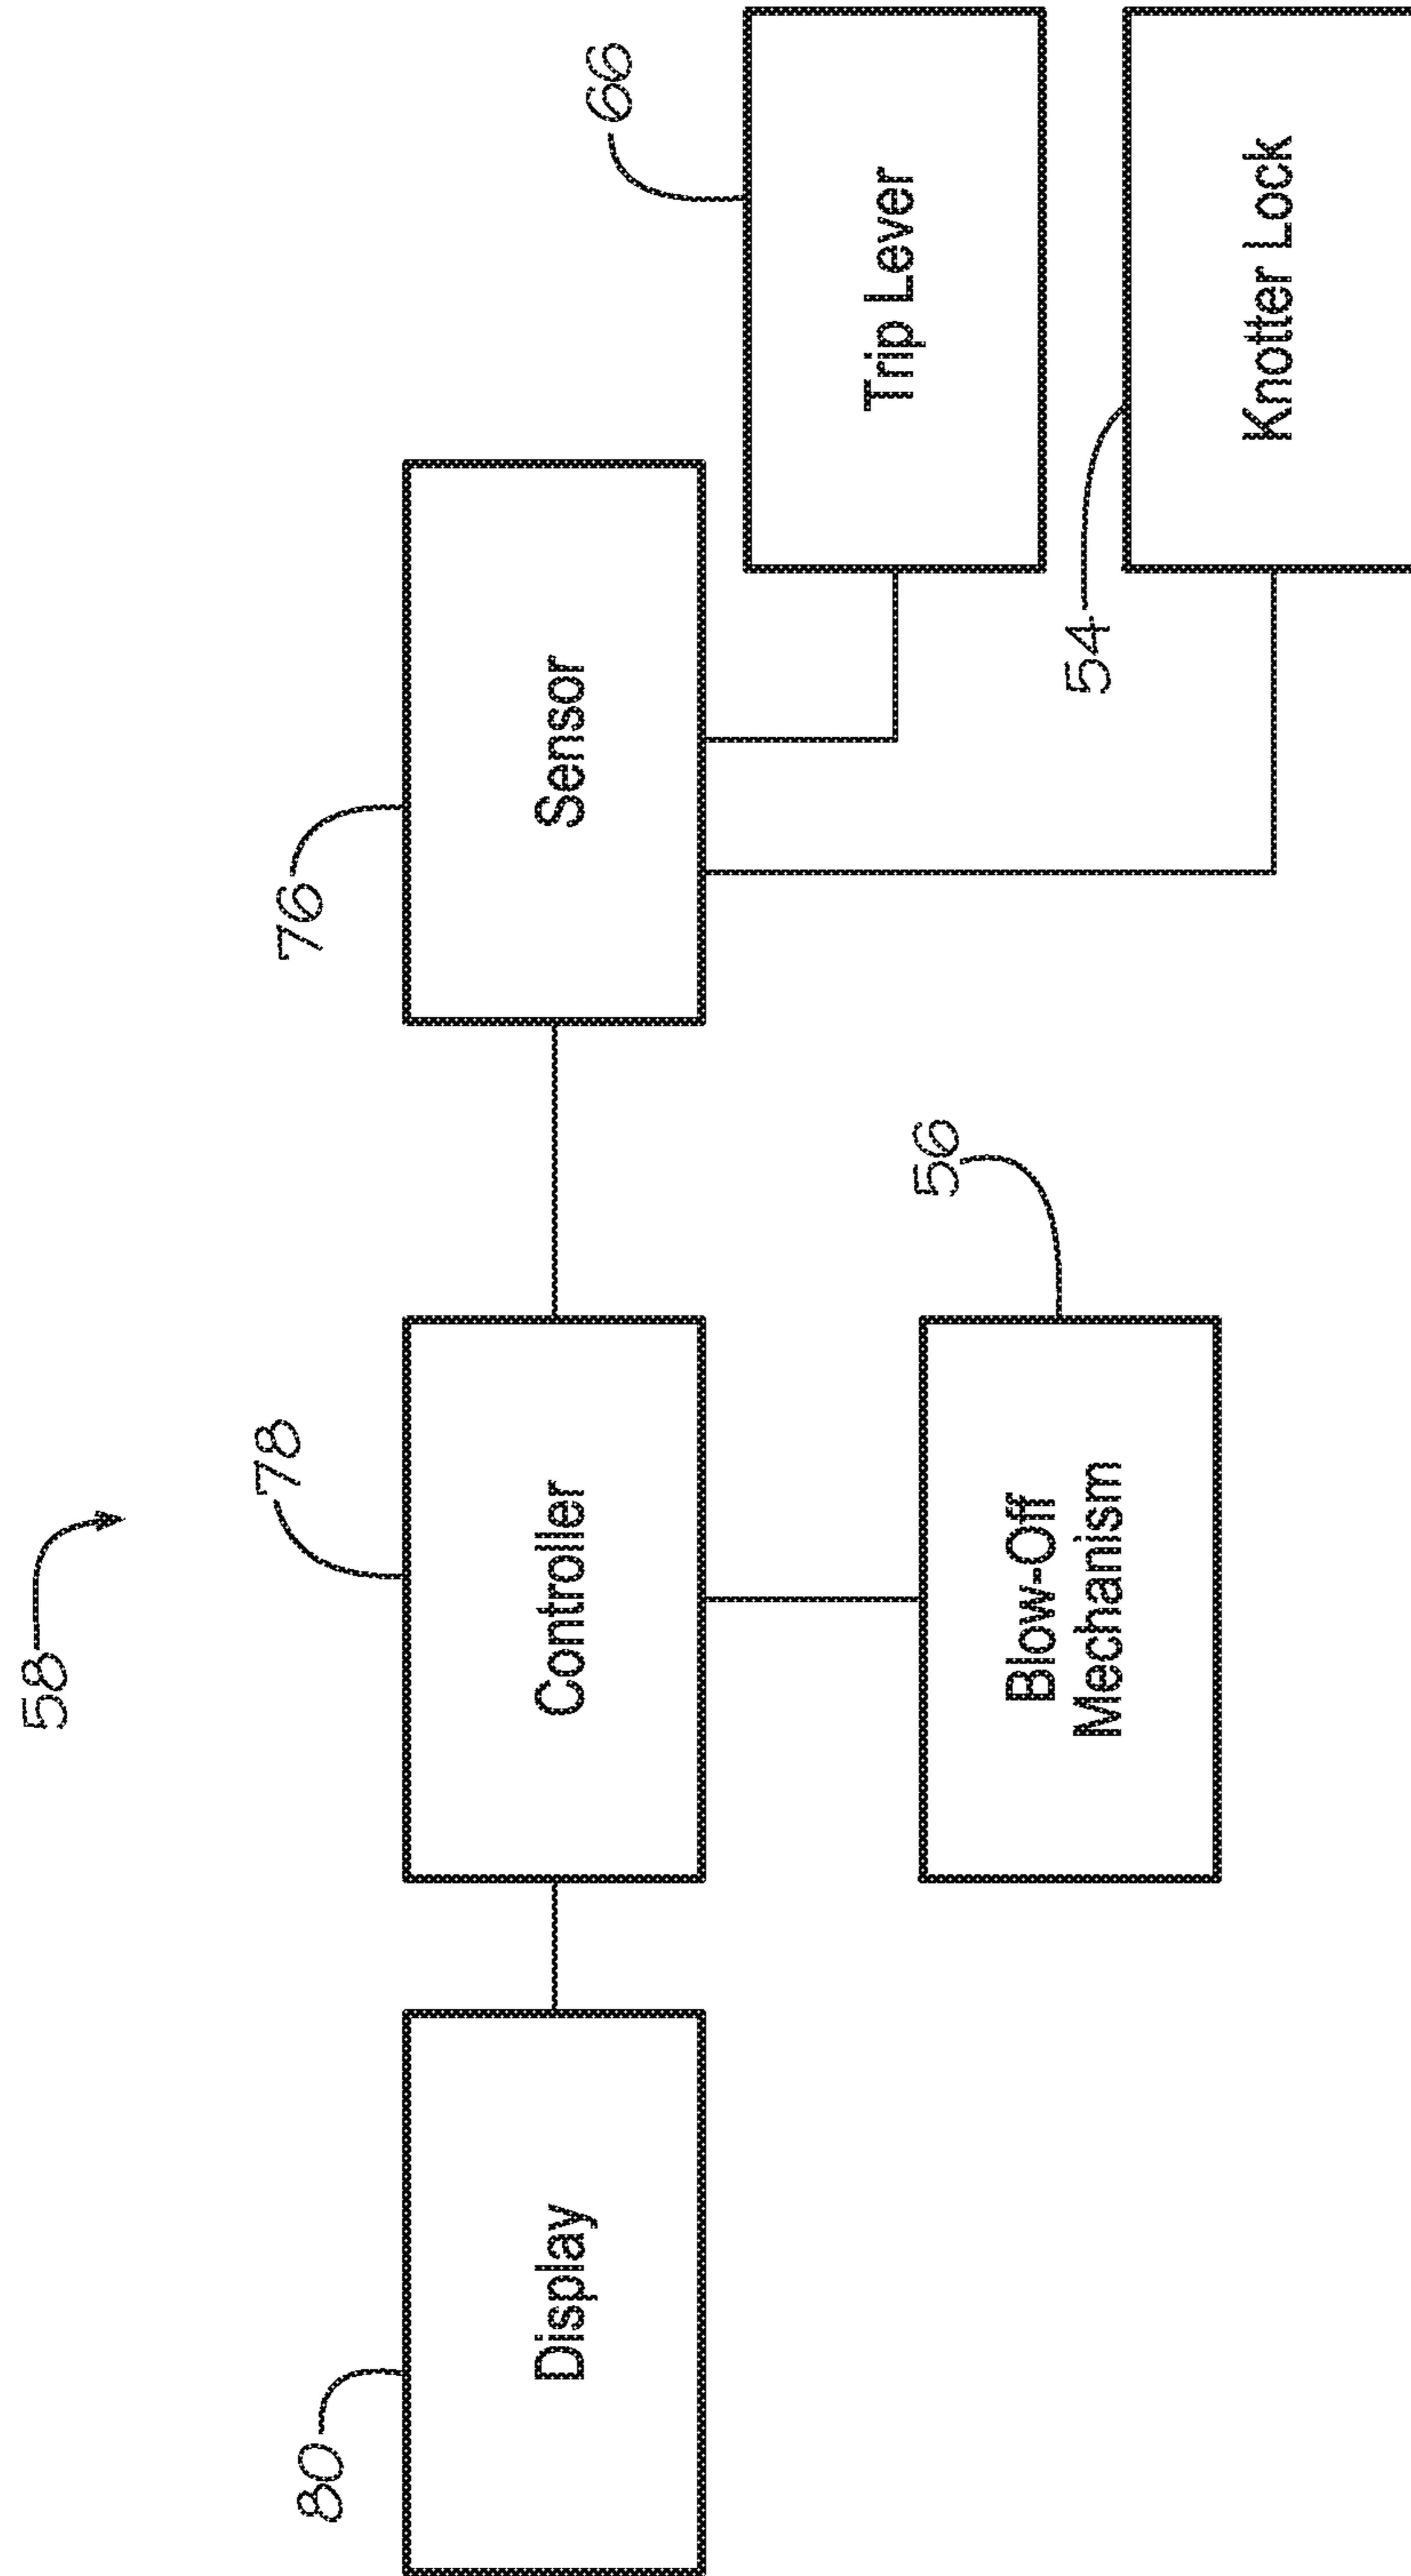 58
80
Display
78
Controller
76
Sensor
66
Trip Lever
56
Blow-Off
Mechanism
54
Knotter Lock